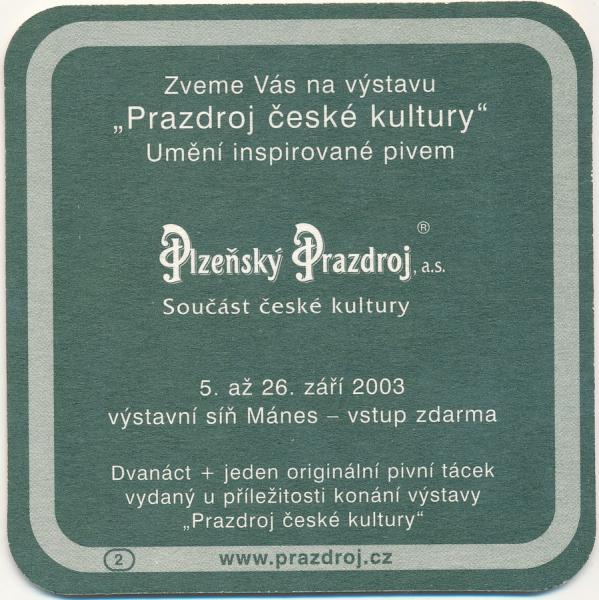 Zveme Vás na výstavu
„Prazdroj české kultury“
Umění inspirované pivem
Plzeňský Prazdroj, a.s. ®
Součást české kultury
5. až 26. září 2003
výstavní síň Mánes – vstup zdarma
Dvanáct + jeden originální pivní tácek
vydaný u příležitosti konání výstavy
„Prazdroj české kultury“
2 www.prazdroj.cz